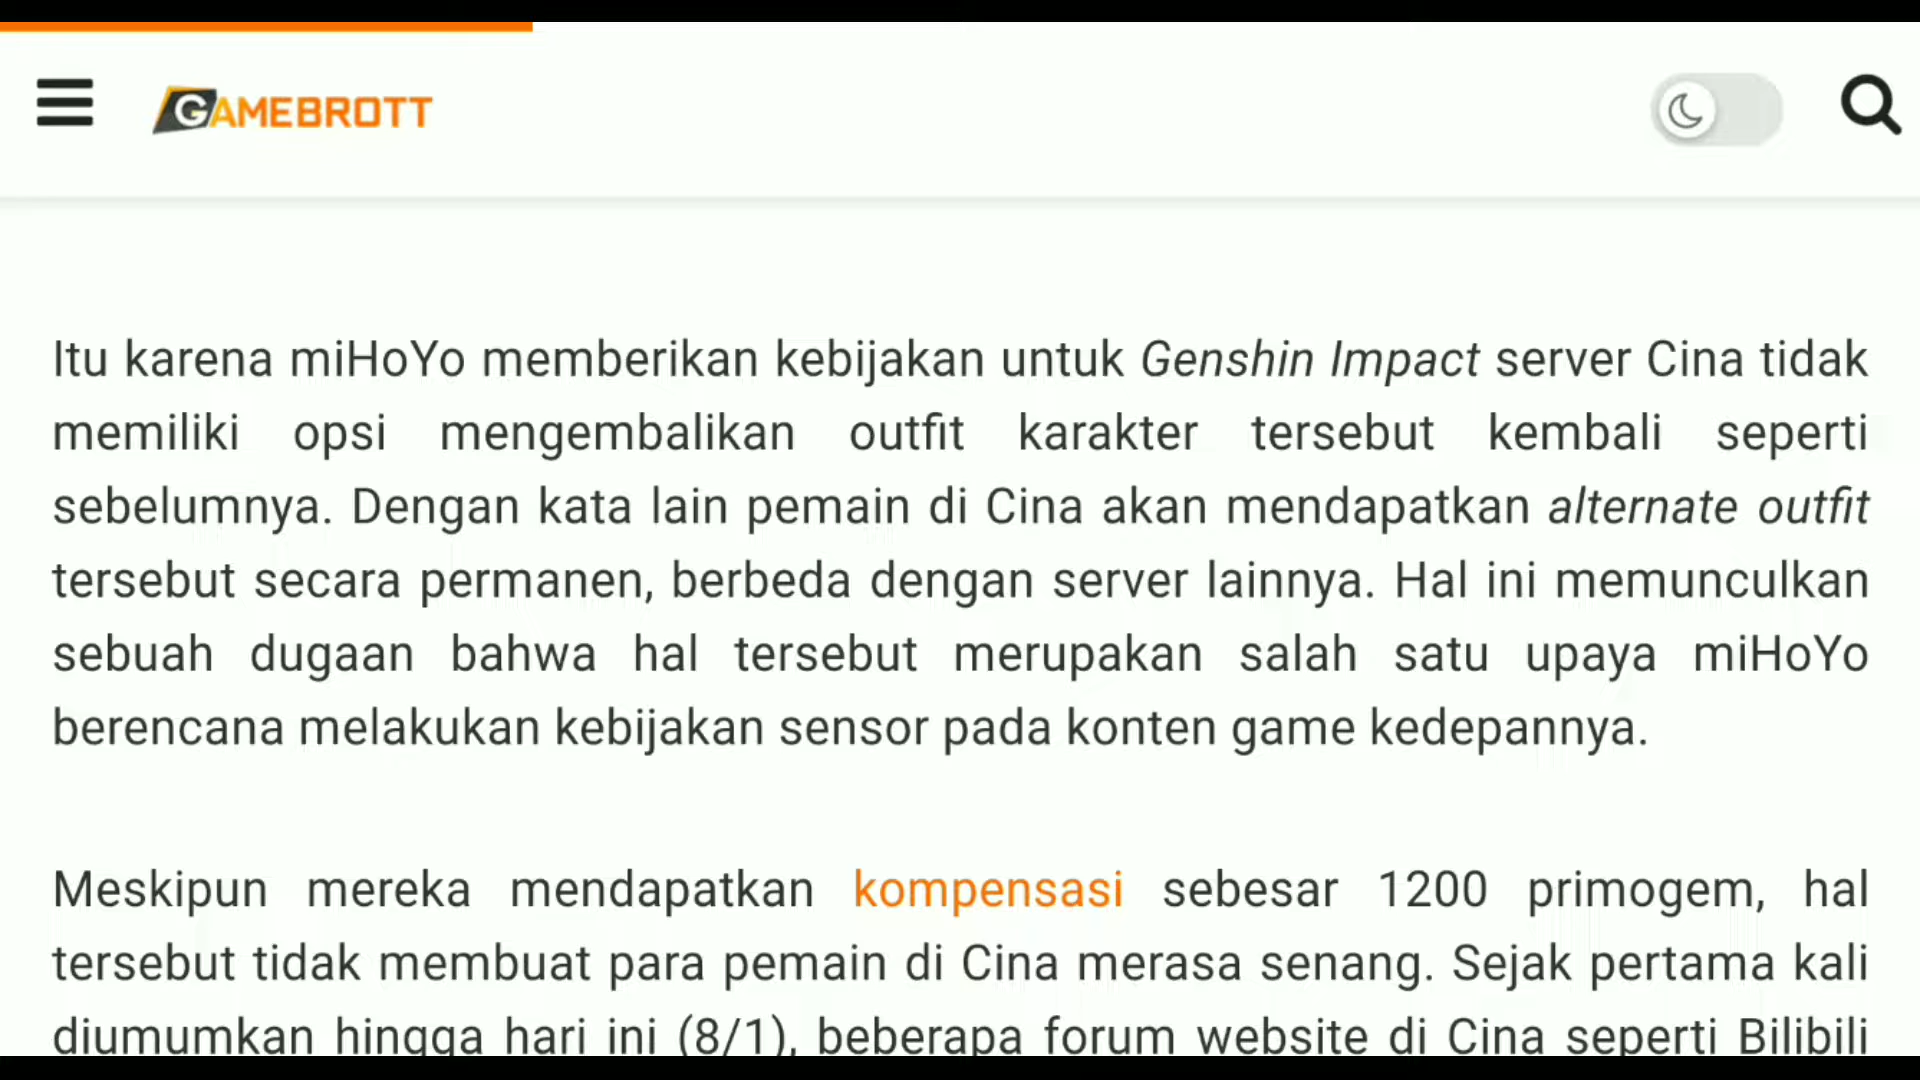 GAMEBROTT
Itu karena miHoYo memberikan kebijakan untuk Genshin Impact server Cina tidak
memiliki opsi mengembalikan outfit karakter tersebut kembali seperti
sebelumnya. Dengan kata lain pemain di Cina akan mendapatkan alternate outfit
tersebut secara permanen, berbeda dengan server lainnya. Hal ini memunculkan
sebuah dugaan bahwa hal tersebut merupakan salah satu upaya miHoYo
berencana melakukan kebijakan sensor pada konten game kedepannya.
Meskipun mereka mendapatkan kompensasi sebesar 1200 primogem, hal
tersebut tidak membuat para pemain di Cina merasa senang. Sejak pertama kali
diumumkan hingga hari ini (8/1), beberapa forum website di Cina seperti Bilibili